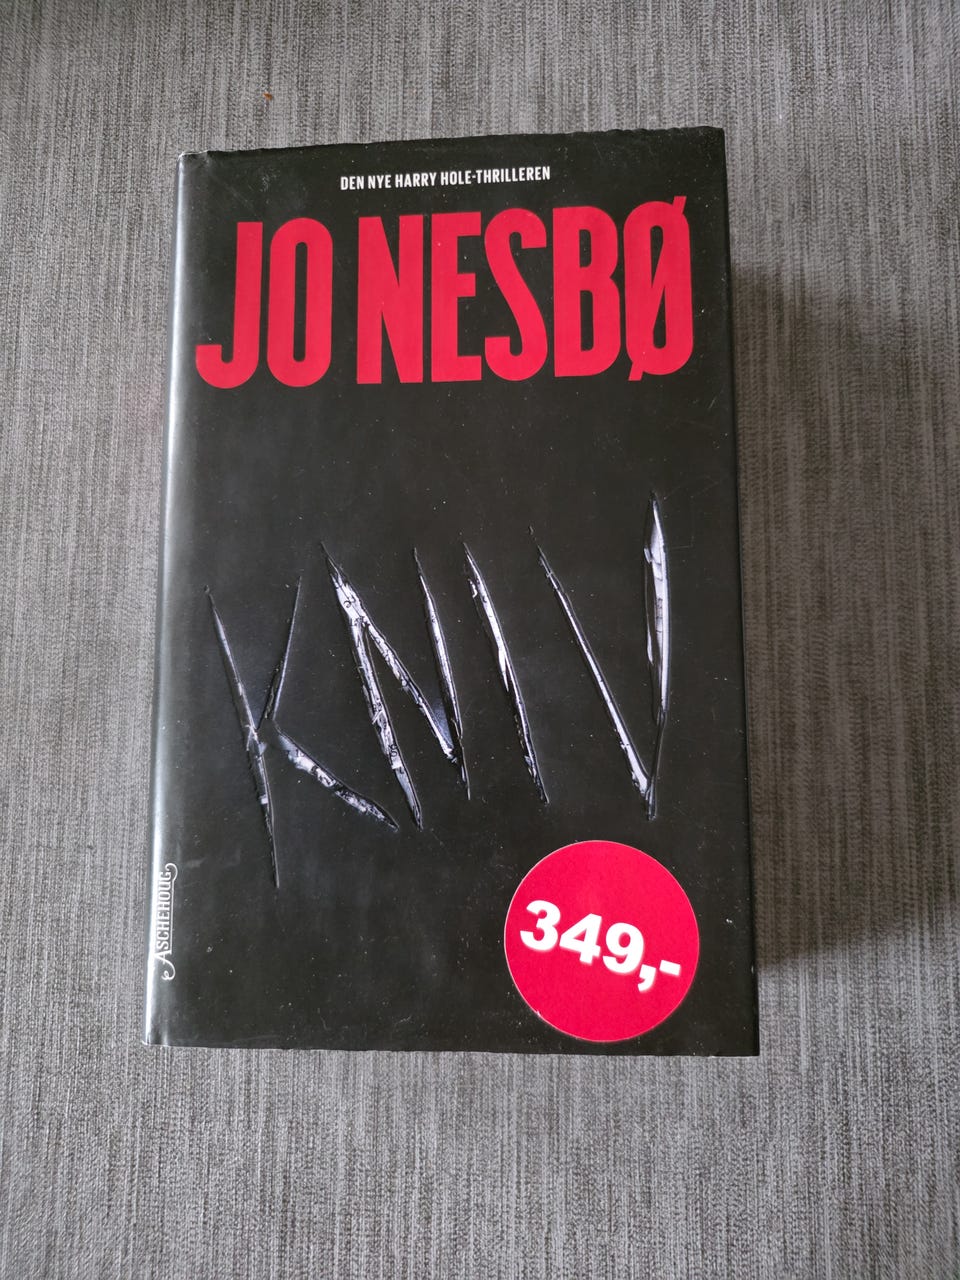 DEN NYE HARRY HOLE-THRILLEREN
JO NESBØ
KNIV
349,-
ASCHEHOUG